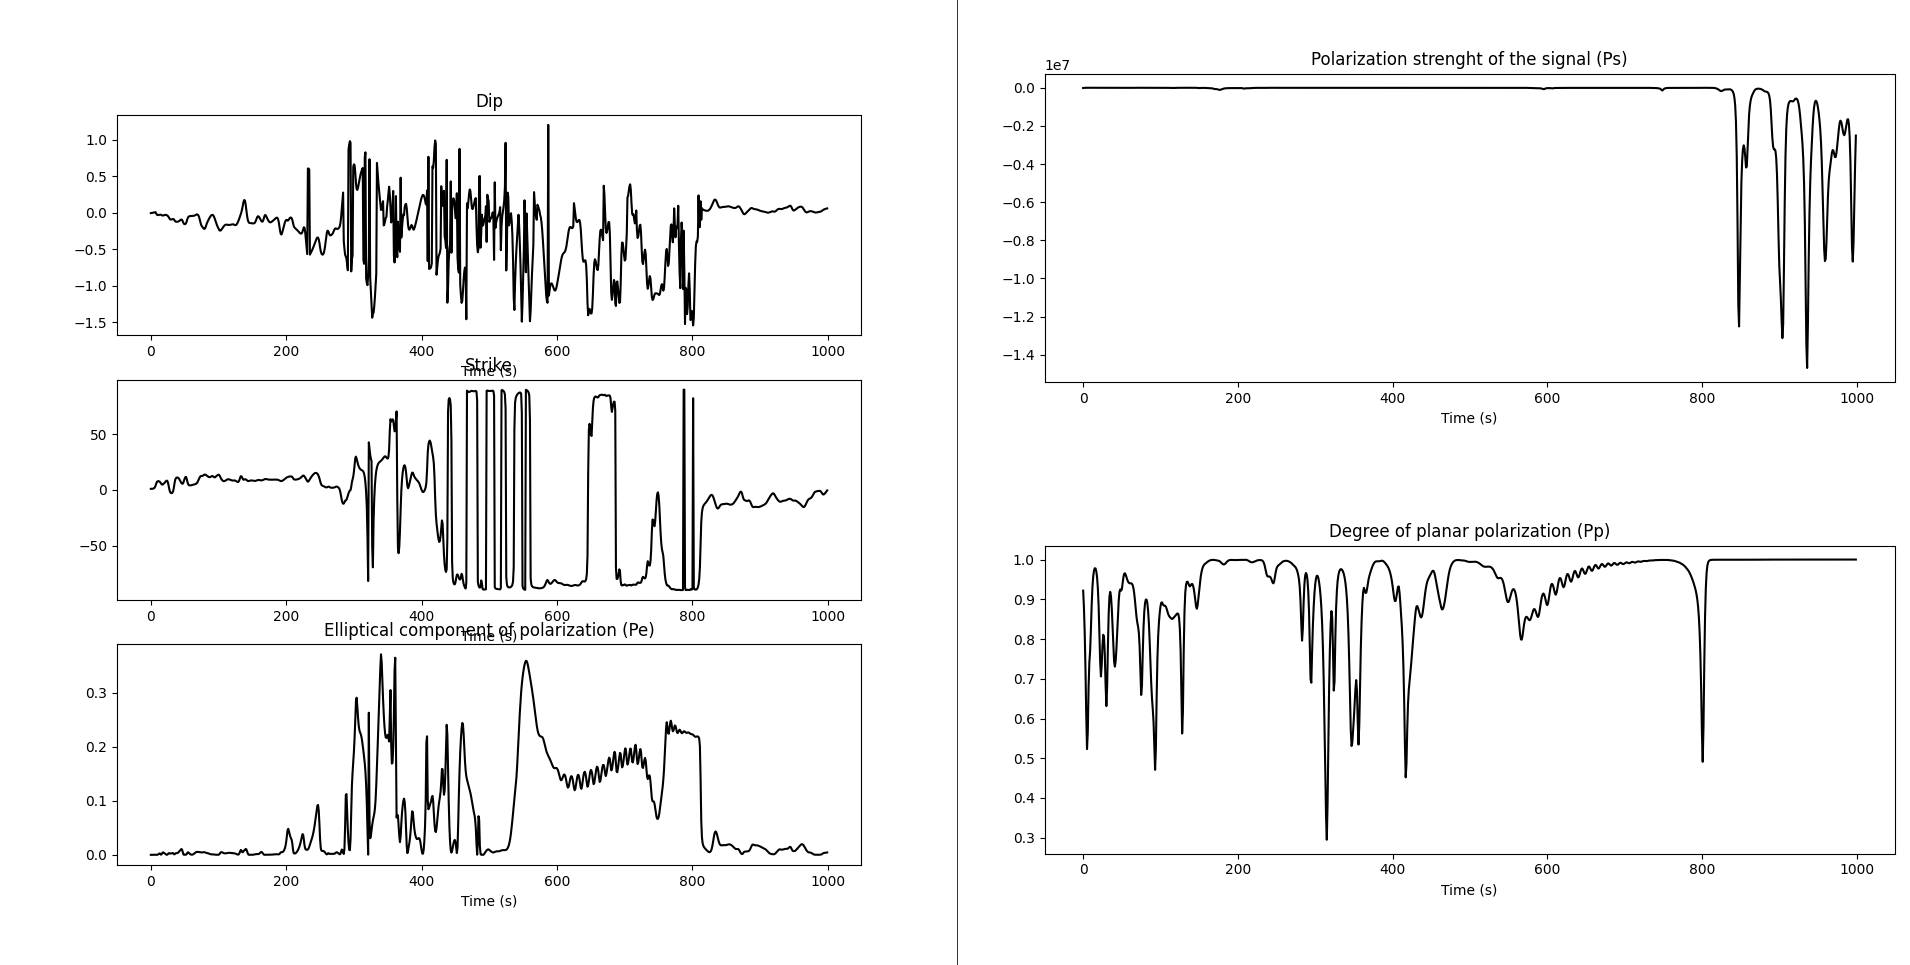 Dip
1.0
0.5
0.0
−0.5
−1.0
−1.5
0 200 400 600 800 1000
Time (s)
Strike
50
0
−50
0 200 400 600 800 1000
Time (s)
Elliptical component of polarization (Pe)
0.3
0.2
0.1
0.0
0 200 400 600 800 1000
Time (s)
Polarization strenght of the signal (Ps)
1e7
0.0
−0.2
−0.4
−0.6
−0.8
−1.0
−1.2
−1.4
0 200 400 600 800 1000
Time (s)
Degree of planar polarization (Pp)
1.0
0.9
0.8
0.7
0.6
0.5
0.4
0.3
0 200 400 600 800 1000
Time (s)